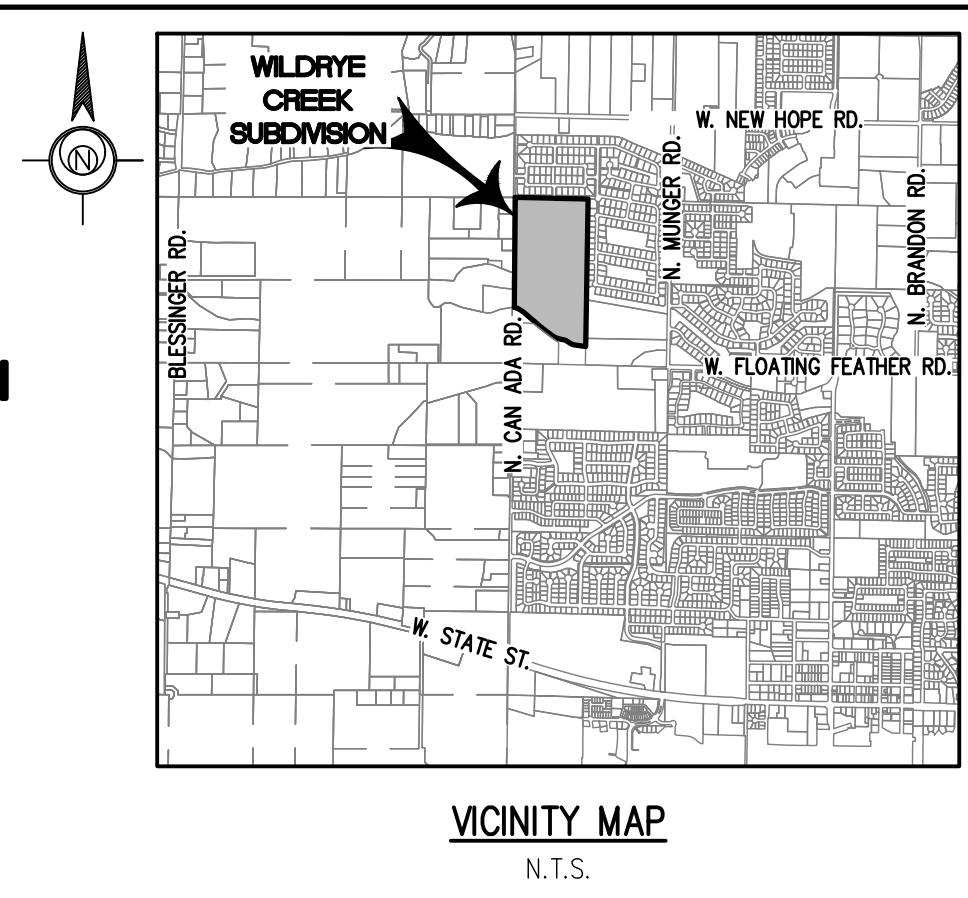 WILDRYE
CREEK
SUBDIVISION
N
W. NEW HOPE RD.
N. MUNGER RD.
N. BRANDON RD.
BLESSINGER RD.
N. CAN ADA RD.
W. FLOATING FEATHER RD.
W. STATE ST.
VICINITY MAP
N.T.S.